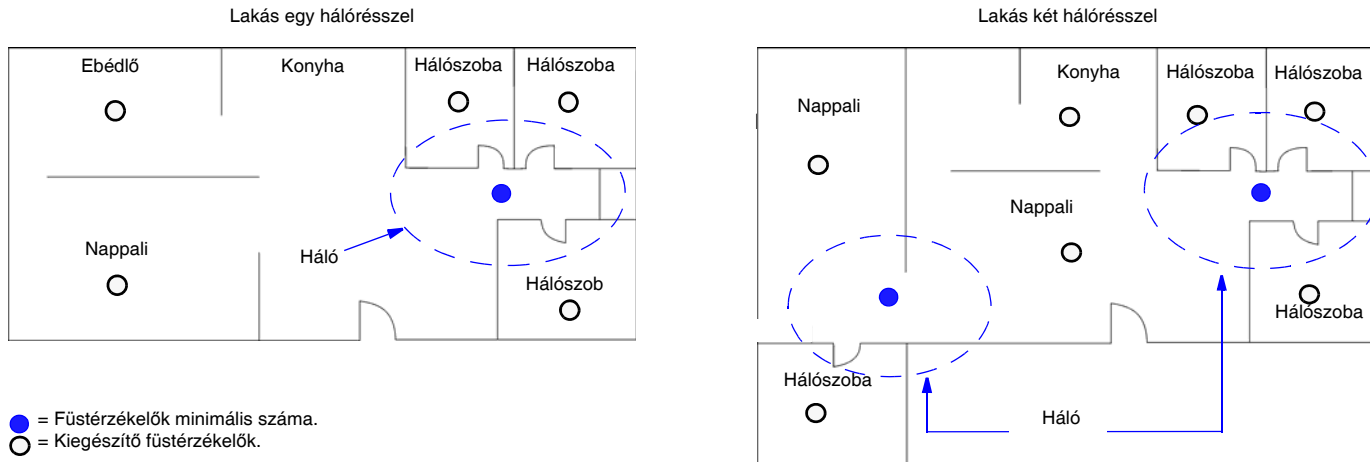 Lakás egy hálórésszel
Ebédlő
Konyha
Hálószoba
Hálószoba
Nappali
Háló
Hálószob
= Füstérzékelők minimális száma.
= Kiegészítő füstérzékelők.
Lakás két hálórésszel
Nappali
Konyha
Hálószoba
Hálószoba
Nappali
Hálószoba
Hálószoba
Háló